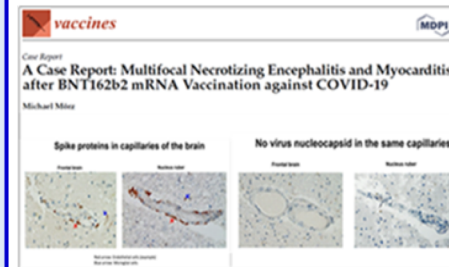 vaccines
MDPI
Case Report
A Case Report: Multifocal Necrotizing Encephalitis and Myocarditis
after BNT162b2 mRNA Vaccination against COVID-19
Michael Mörz
Spike proteins in capillaries of the brain
No virus nucleocapsid in the same capillaries
Frontal brain
Nucleus ruber
Frontal brain
Nucleus ruber